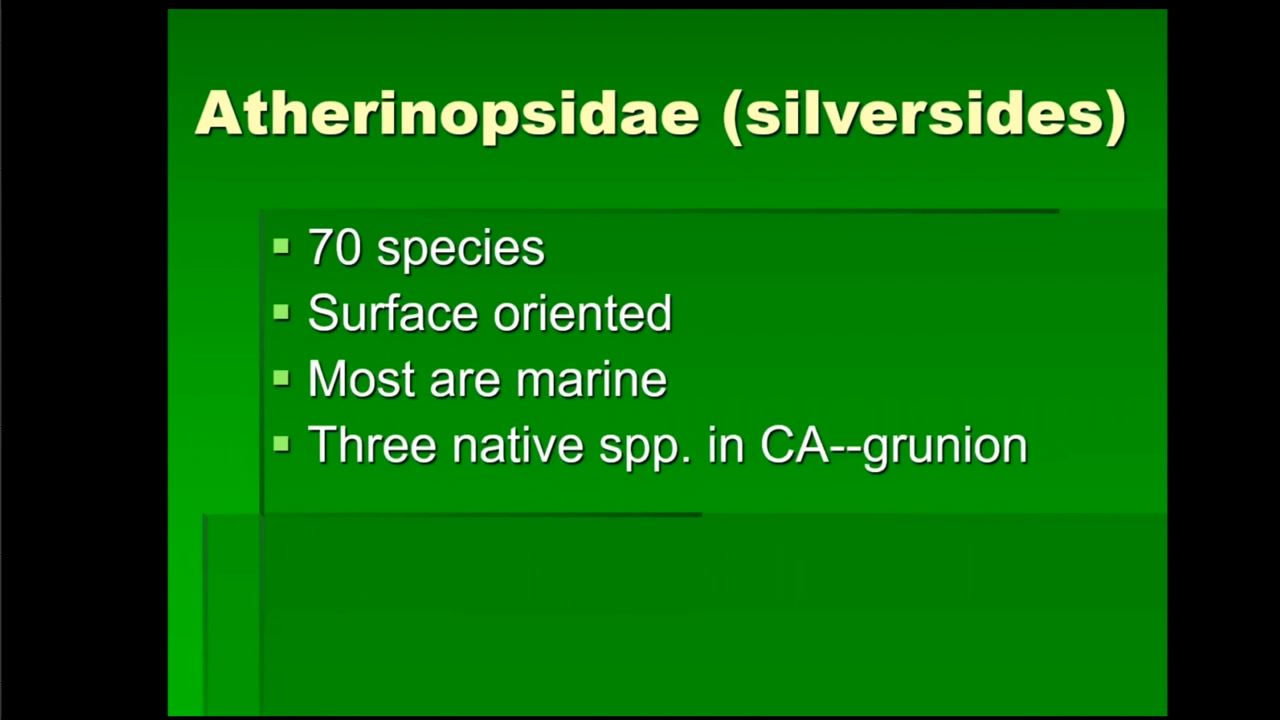 Atherinopsidae (silversides)
70 species
Surface oriented
Most are marine
Three native spp. in CA--grunion